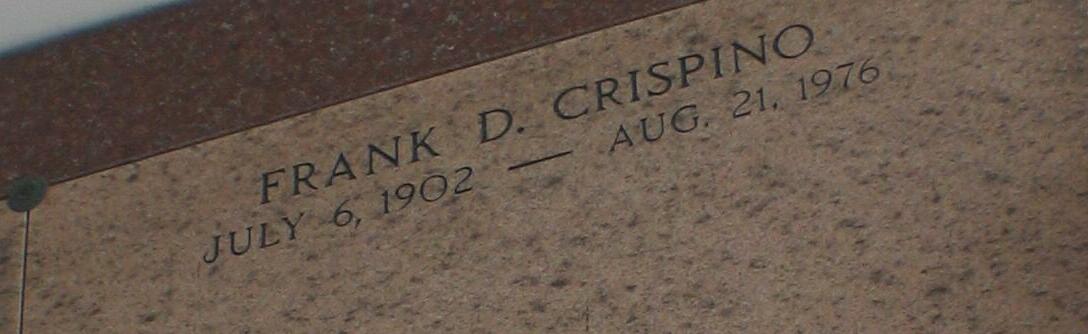 FRANK D. CRISPINO
JULY 6, 1902 — AUG. 21, 1976